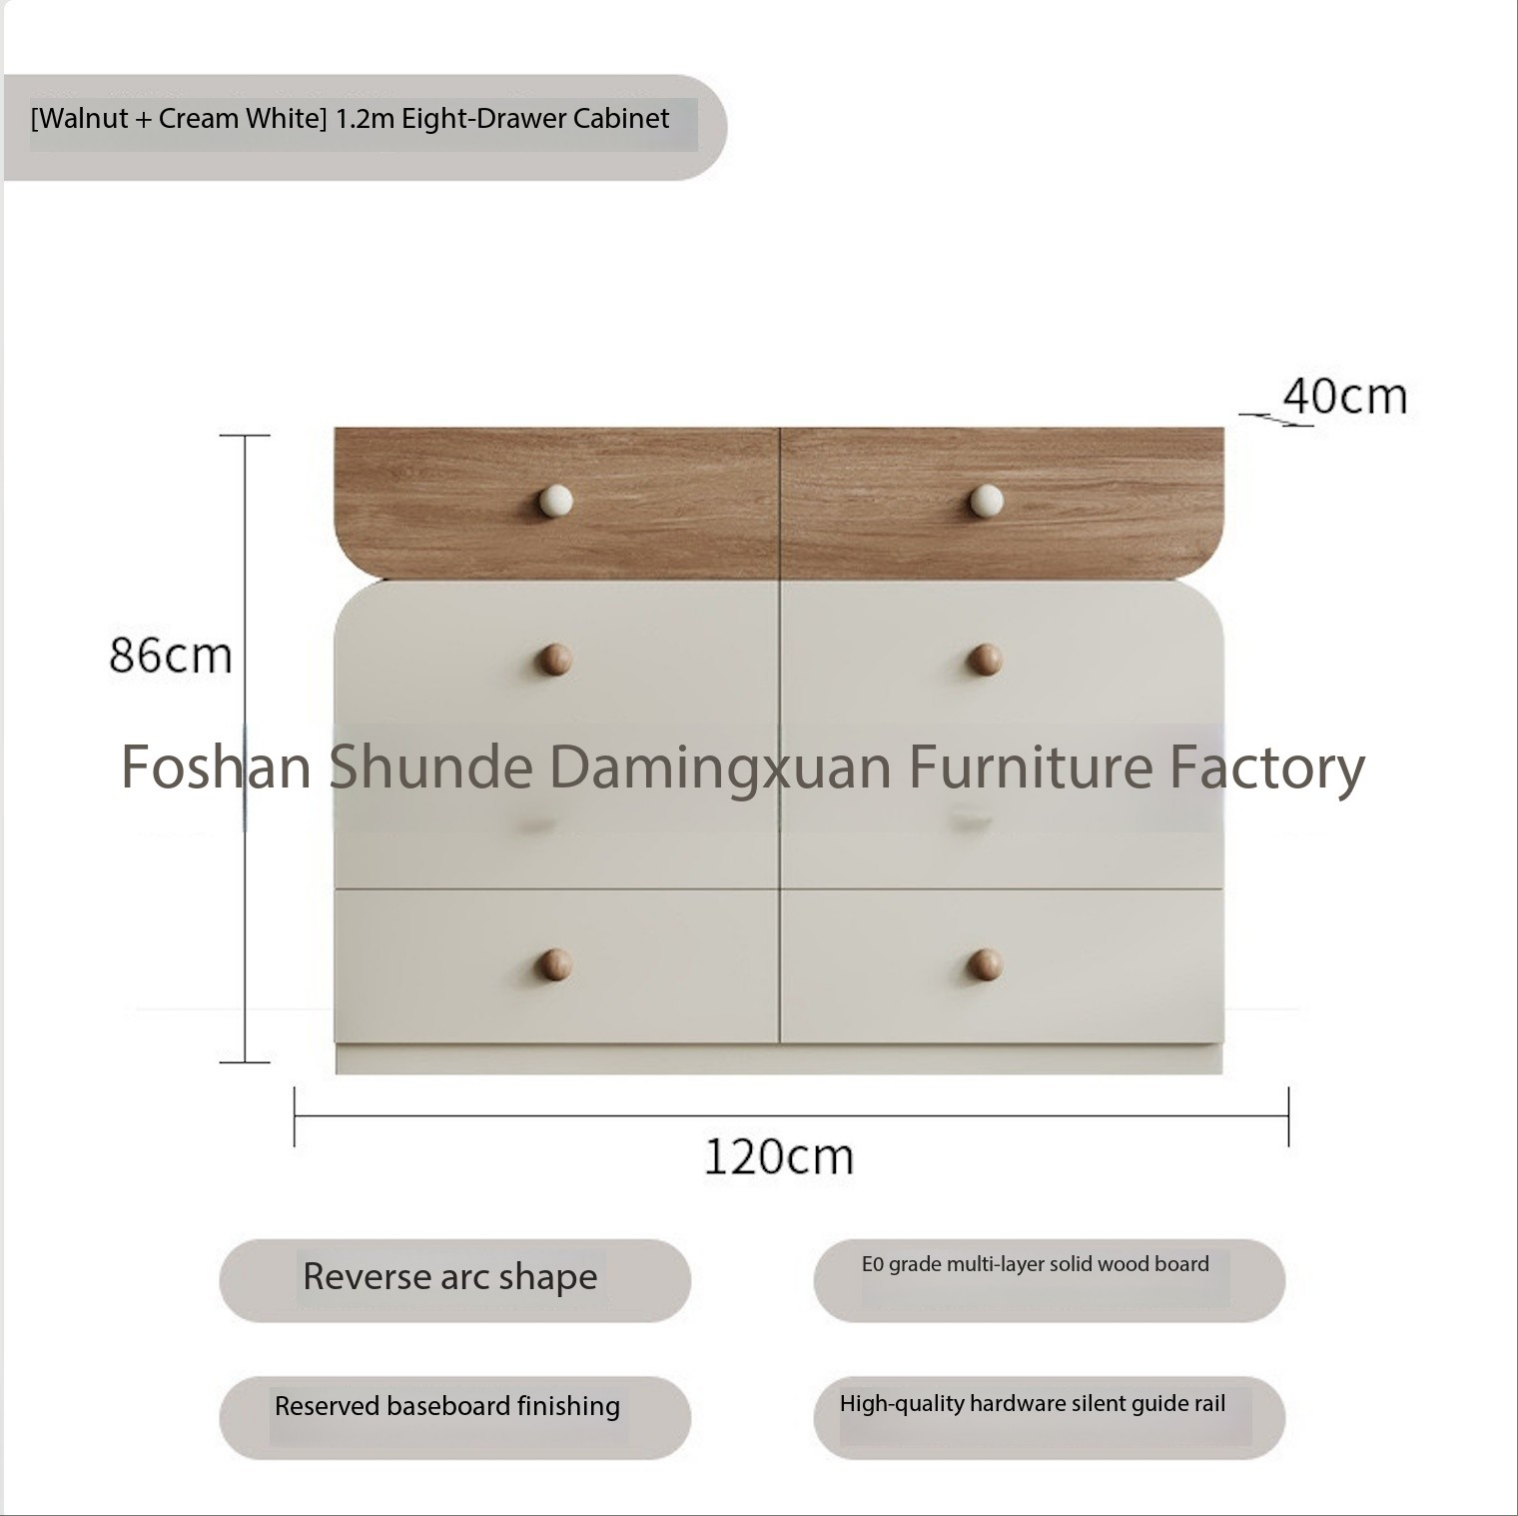 [Walnut + Cream White] 1.2m Eight-Drawer Cabinet
40cm
86cm
Foshan Shunde Damingxuan Furniture Factory
120cm
Reverse arc shape
E0 grade multi-layer solid wood board
Reserved baseboard finishing
High-quality hardware silent guide rail